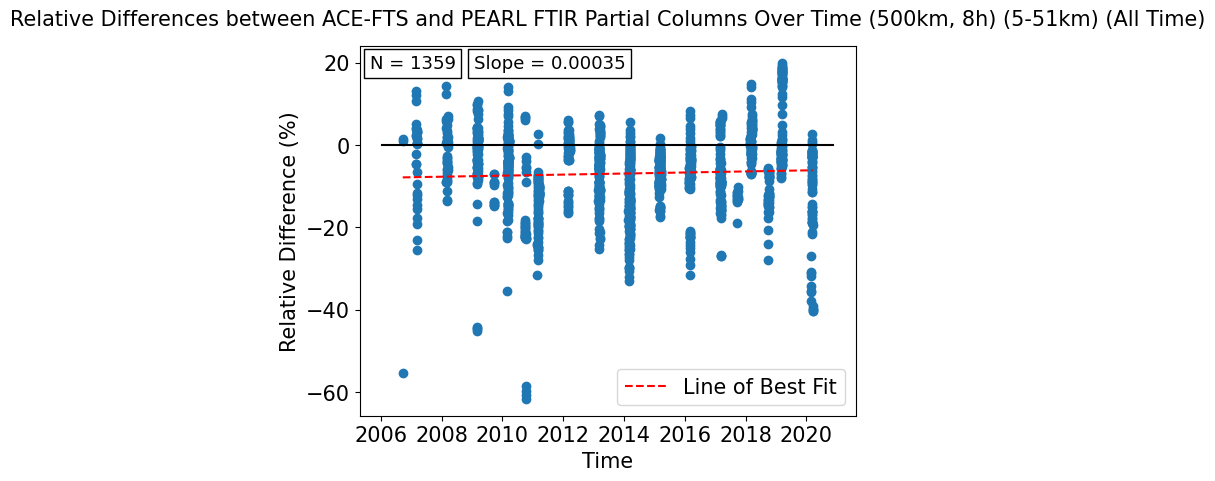 Relative Differences between ACE-FTS and PEARL FTIR Partial Columns Over Time (500km, 8h) (5-51km) (All Time)
N = 1359
Slope = 0.00035
Relative Difference (%)
20
0
−20
−40
−60
Line of Best Fit
2006 2008 2010 2012 2014 2016 2018 2020
Time